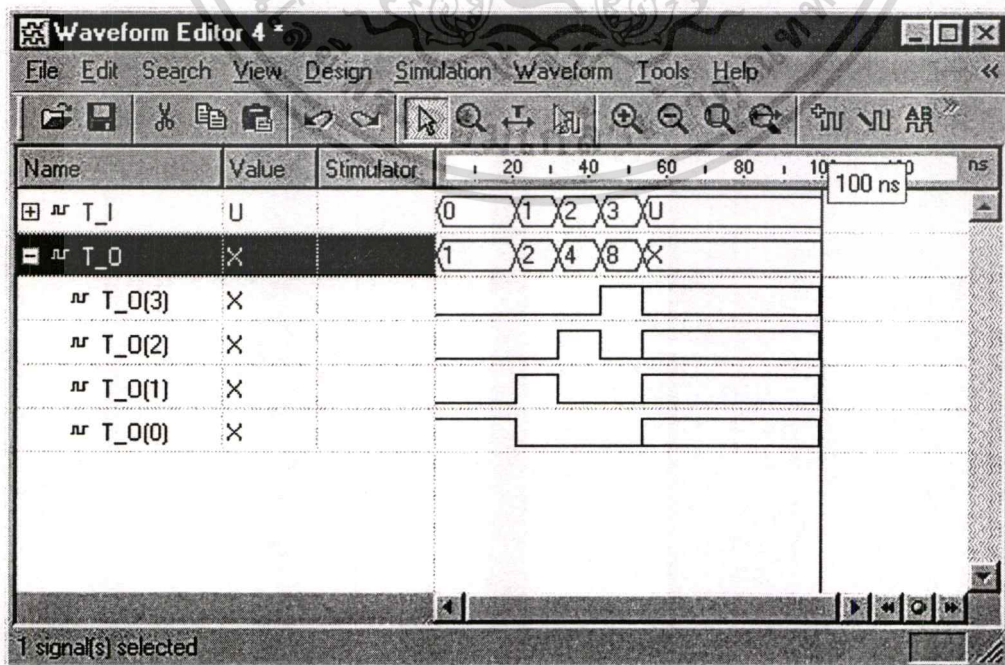 Waveform Editor 4 *
File Edit Search View Design Simulation Waveform Tools Help
Name Value Stimulator 20 40 60 80 ns
100 ns
T_I U 0 1 2 3 U
T_O X 1 2 4 8 X
T_O(3) X
T_O(2) X
T_O(1) X
T_O(0) X
1 signal(s) selected